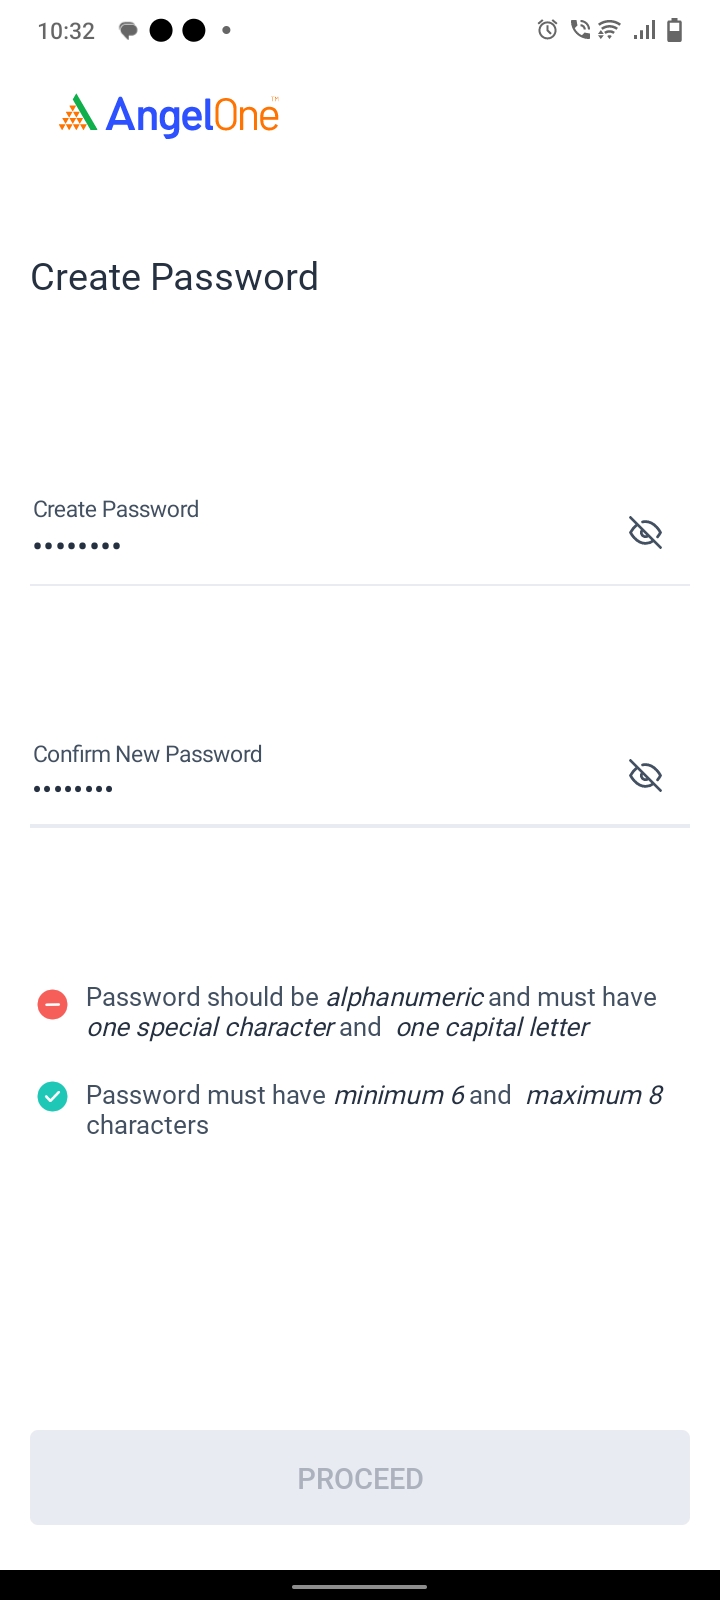 10:32
AngelOne™
Create Password
Create Password
••••••••
Confirm New Password
••••••••
Password should be alphanumeric and must have
one special character and one capital letter
Password must have minimum 6 and maximum 8
characters
PROCEED